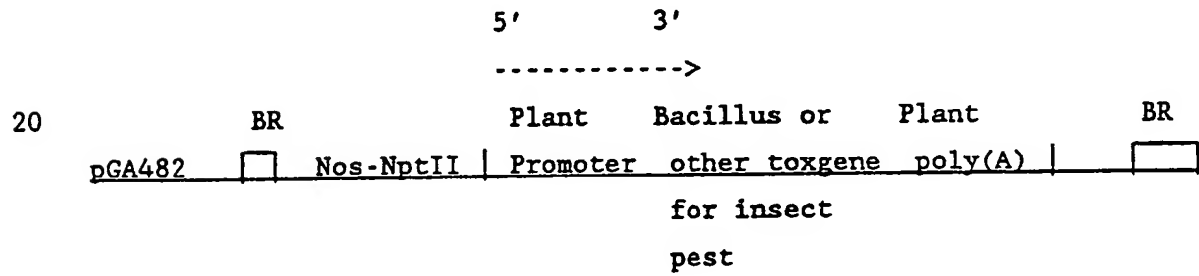 5' 3'
------------>
20 BR Plant Bacillus or Plant BR
pGA482 Nos-NptII | Promoter other toxgene poly(A) |
for insect
pest